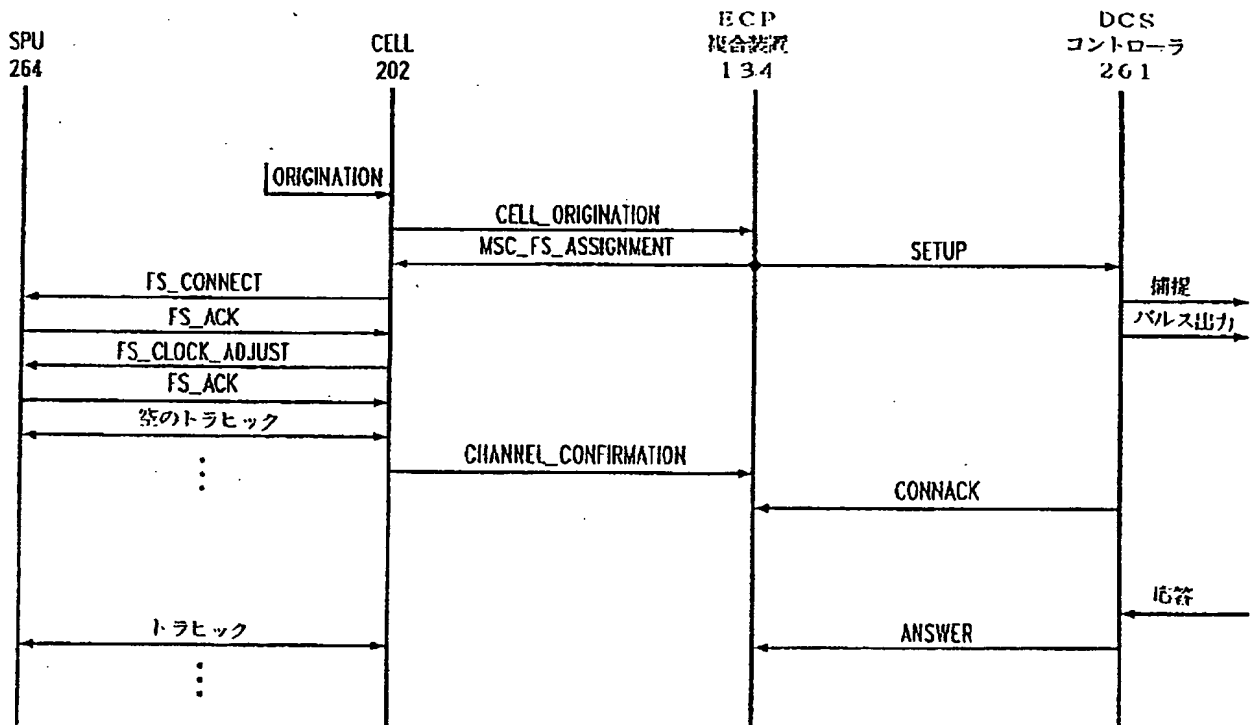 SPU
264
CELL
202
ECP
複合装置
134
DCS
コントローラ
261
ORIGINATION
CELL_ORIGINATION
MSC_FS_ASSIGNMENT
SETUP
FS_CONNECT
捕捉
FS_ACK
パルス出力
FS_CLOCK_ADJUST
FS_ACK
空のトラヒック
CHANNEL_CONFIRMATION
CONNACK
応答
トラヒック
ANSWER